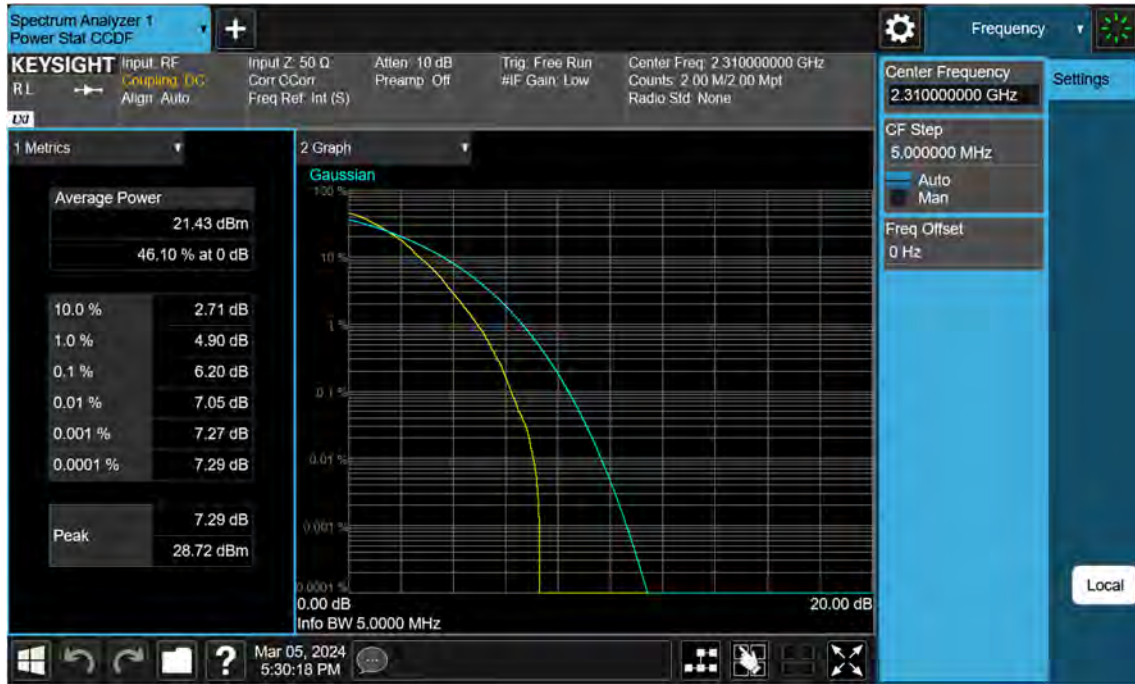 Spectrum Analyzer 1
Power Stat CCDF
Frequency
KEYSIGHT
R L
LXI
Input: RF
Coupling: DC
Align: Auto
Input Z: 50 Ω
Corr CCorr
Freq Ref: Int (S)
Atten: 10 dB
Preamp: Off
Trig: Free Run
#IF Gain: Low
Center Freq: 2.310000000 GHz
Counts: 2.00 M/2.00 Mpt
Radio Std: None
Center Frequency
2.310000000 GHz
Settings
CF Step
5.000000 MHz
Auto
Man
Freq Offset
0 Hz
1 Metrics
Average Power
21.43 dBm
46.10 % at 0 dB
10.0 % 2.71 dB
1.0 % 4.90 dB
0.1 % 6.20 dB
0.01 % 7.05 dB
0.001 % 7.27 dB
0.0001 % 7.29 dB
Peak
7.29 dB
28.72 dBm
2 Graph
Gaussian
100 %
10 %
1 %
0.1 %
0.01 %
0.001 %
0.0001 %
0.00 dB 20.00 dB
Info BW 5.0000 MHz
Local
?
Mar 05, 2024
5:30:18 PM